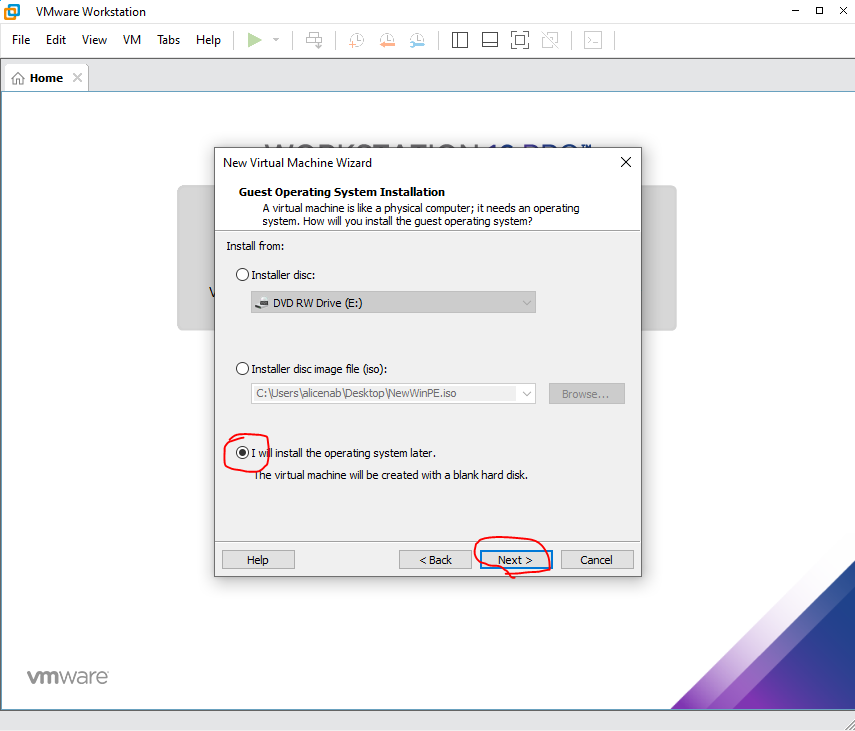 VMware Workstation
File Edit View VM Tabs Help
Home
New Virtual Machine Wizard
Guest Operating System Installation
A virtual machine is like a physical computer; it needs an operating
system. How will you install the guest operating system?
Install from:
Installer disc:
DVD RW Drive (E:)
Installer disc image file (iso):
C:\Users\alicenab\Desktop\NewWinPE.iso
Browse...
I will install the operating system later.
The virtual machine will be created with a blank hard disk.
Help < Back Next > Cancel
vmware